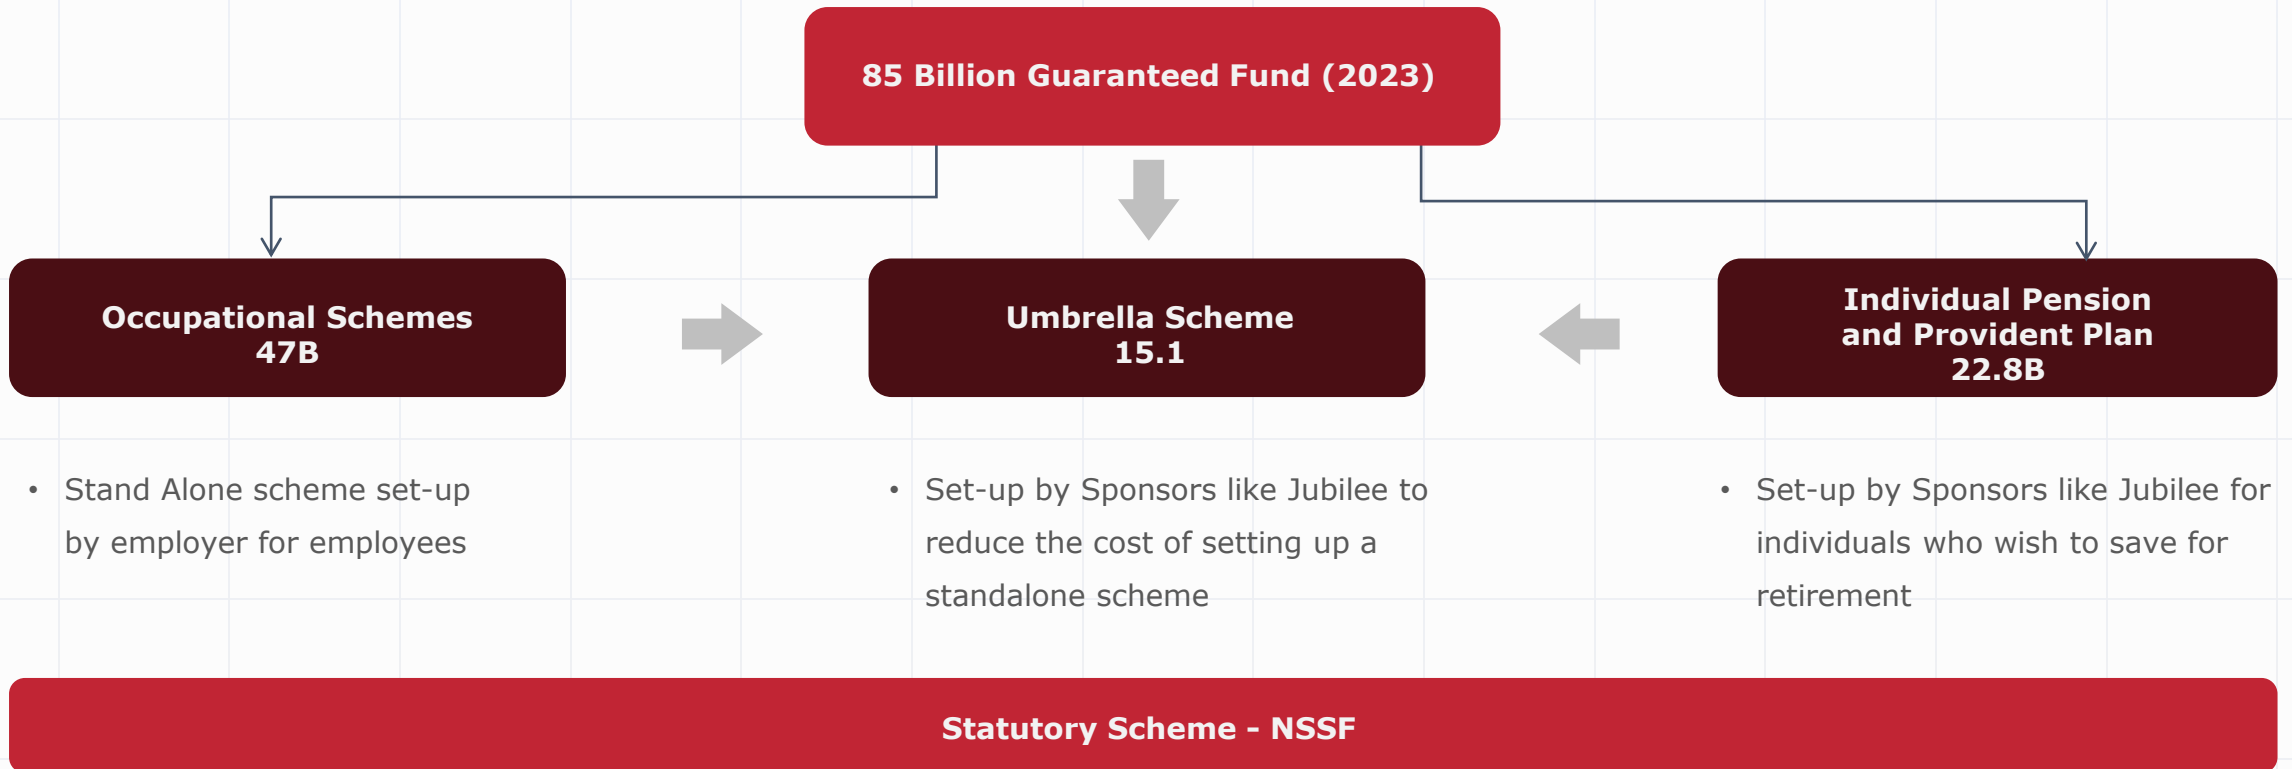 85 Billion Guaranteed Fund (2023)
Occupational Schemes
47B
Umbrella Scheme
15.1
Individual Pension
and Provident Plan
22.8B
• Stand Alone scheme set-up
by employer for employees
• Set-up by Sponsors like Jubilee to
reduce the cost of setting up a
standalone scheme
• Set-up by Sponsors like Jubilee for
individuals who wish to save for
retirement
Statutory Scheme - NSSF